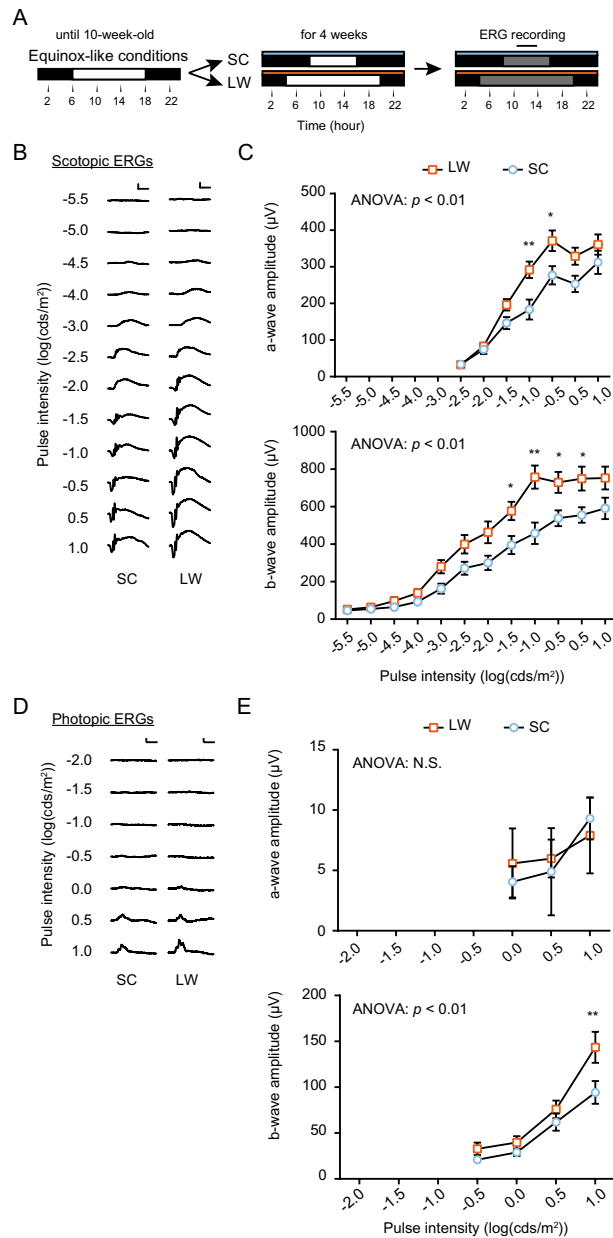 A
until 10-week-old
Equinox-like conditions
2 6 10 14 18 22
SC
LW
for 4 weeks
2 6 10 14 18 22
Time (hour)
ERG recording
2 6 10 14 18 22
B
Scotopic ERGs
Pulse intensity (log(cds/m²))
-5.5
-5.0
-4.5
-4.0
-3.0
-2.5
-2.0
-1.5
-1.0
-0.5
0.5
1.0
SC LW
C
LW SC
ANOVA: p < 0.01
a-wave amplitude (µV)
500
400
300
200
100
0
** *
-5.5 -5.0 -4.5 -4.0 -3.0 -2.5 -2.0 -1.5 -1.0 -0.5 0.5 1.0
ANOVA: p < 0.01
b-wave amplitude (µV)
1000
800
600
400
200
0
* ** * *
-5.5 -5.0 -4.5 -4.0 -3.0 -2.5 -2.0 -1.5 -1.0 -0.5 0.5 1.0
Pulse intensity (log(cds/m²))
D
Photopic ERGs
Pulse intensity (log(cds/m²))
-2.0
-1.5
-1.0
-0.5
0.0
0.5
1.0
SC LW
E
LW SC
ANOVA: N.S.
a-wave amplitude (µV)
15
10
5
0
-2.0 -1.5 -1.0 -0.5 0.0 0.5 1.0
ANOVA: p < 0.01
b-wave amplitude (µV)
200
150
100
50
0
**
-2.0 -1.5 -1.0 -0.5 0.0 0.5 1.0
Pulse intensity (log(cds/m²))